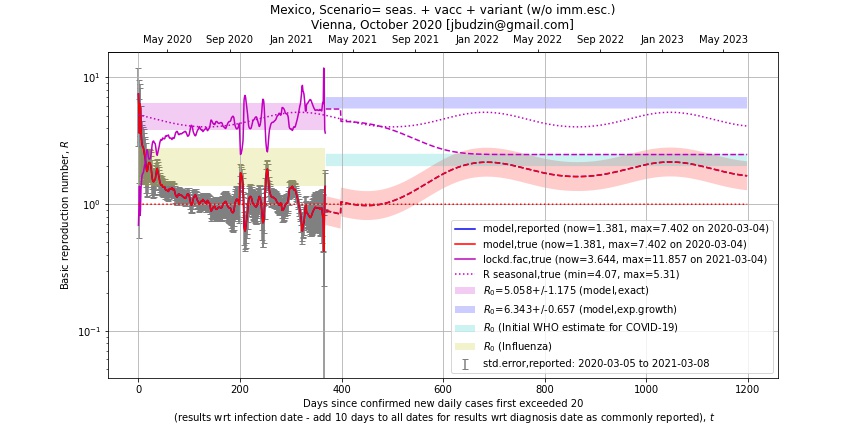 Mexico, Scenario= seas. + vacc + variant (w/o imm.esc.)
Vienna, October 2020 [jbudzin@gmail.com]
May 2020 Sep 2020 Jan 2021 May 2021 Sep 2021 Jan 2022 May 2022 Sep 2022 Jan 2023 May 2023
Basic reproduction number, R
10¹
10⁰
10⁻¹
model,reported (now=1.381, max=7.402 on 2020-03-04)
model,true (now=1.381, max=7.402 on 2020-03-04)
lockd.fac,true (now=3.644, max=11.857 on 2021-03-04)
R seasonal,true (min=4.07, max=5.31)
R₀=5.058+/-1.175 (model,exact)
R₀=6.343+/-0.657 (model,exp.growth)
R₀ (Initial WHO estimate for COVID-19)
R₀ (Influenza)
std.error,reported: 2020-03-05 to 2021-03-08
0 200 400 600 800 1000 1200
Days since confirmed new daily cases first exceeded 20
(results wrt infection date - add 10 days to all dates for results wrt diagnosis date as commonly reported), t